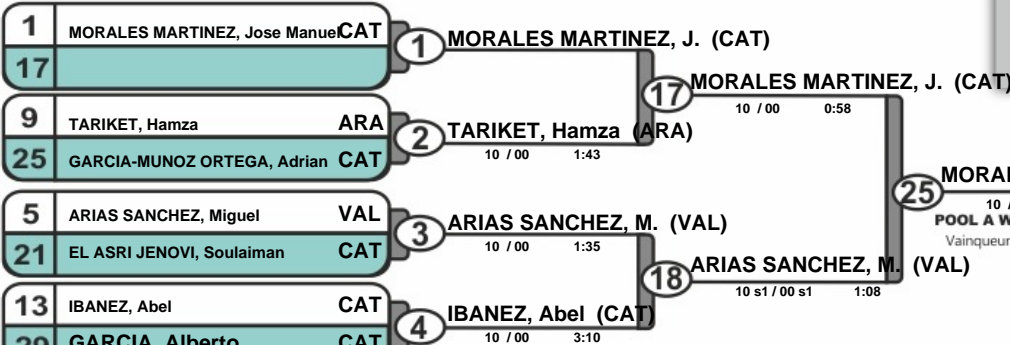 1 MORALES MARTINEZ, Jose Manuel CAT
17
1 MORALES MARTINEZ, J. (CAT)
9 TARIKET, Hamza ARA
25 GARCIA-MUNOZ ORTEGA, Adrian CAT
2 TARIKET, Hamza (ARA)
10 / 00 1:43
17 MORALES MARTINEZ, J. (CAT)
10 / 00 0:58
5 ARIAS SANCHEZ, Miguel VAL
21 EL ASRI JENOVI, Soulaiman CAT
3 ARIAS SANCHEZ, M. (VAL)
10 / 00 1:35
13 IBANEZ, Abel CAT
GARCIA, Alberto CAT
4 IBANEZ, Abel (CAT)
10 / 00 3:10
18 ARIAS SANCHEZ, M. (VAL)
10 s1 / 00 s1 1:08
25
10
POOL A
Vainqueur